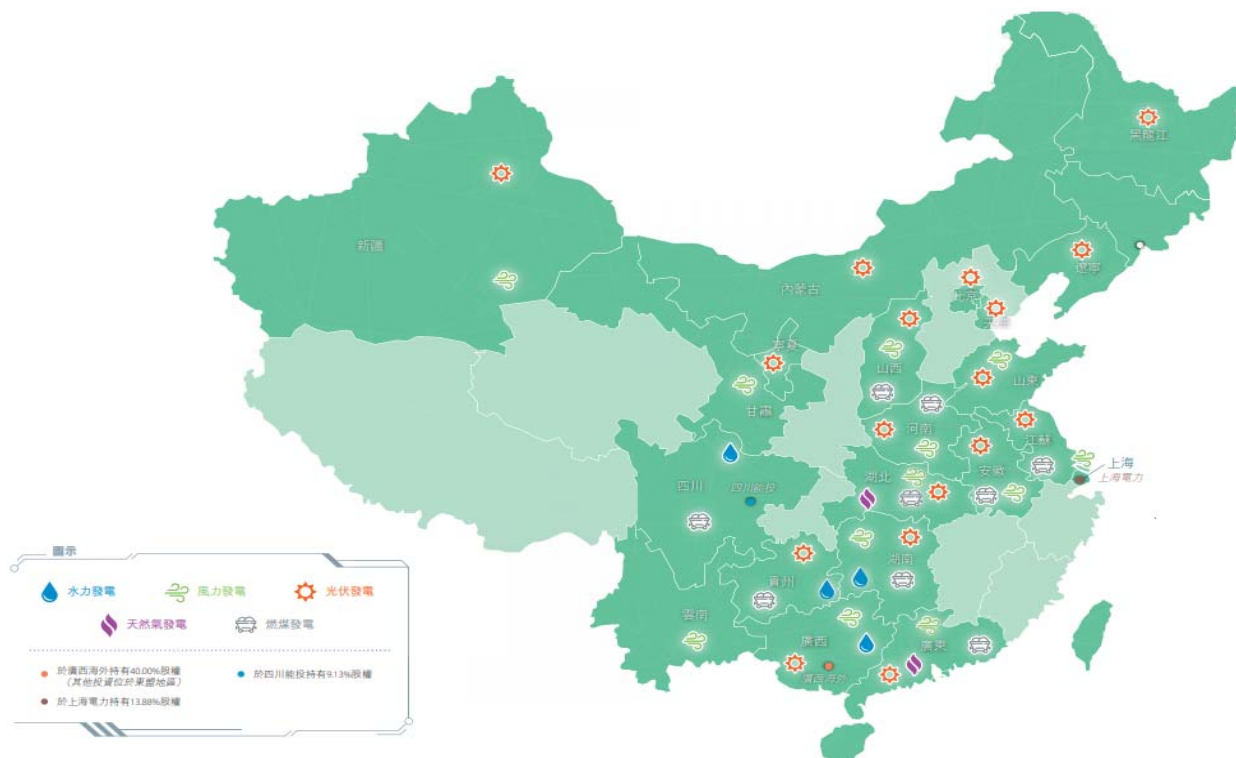 黑龍江
新疆
遼寧
內蒙古
北京
天津
寧夏
山西
山東
甘肅
河南
江蘇
上海
上海電力
安徽
湖北
四川
四川能投
湖南
貴州
雲南
廣西
廣東
廣西海外
圖示
水力發電
風力發電
光伏發電
天然氣發電
燃煤發電
於廣西海外持有40.00%股權
（其他投資位於東盟地區）
於四川能投持有9.13%股權
於上海電力持有13.88%股權